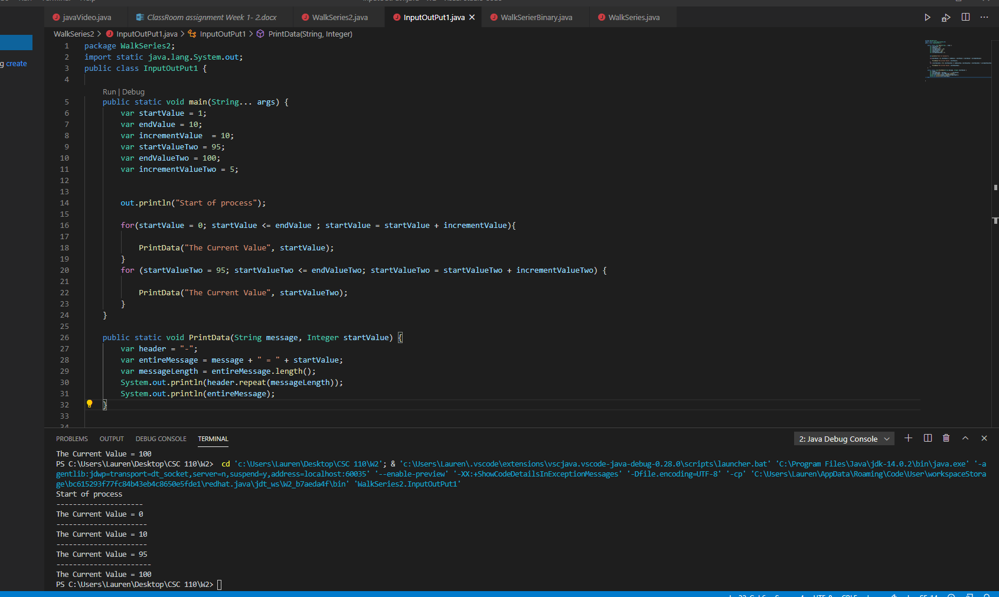 javaVideo.java ClassRoom assignment Week 1- 2.docx WalkSeries2.java InputOutPut1.java WalkSerierBinary.java WalkSeries.java
WalkSeries2 > InputOutPut1.java > InputOutPut1 > PrintData(String, Integer)
g create
1 package WalkSeries2;
2 import static java.lang.System.out;
3 public class InputOutPut1 {
4
Run | Debug
5 public static void main(String... args) {
6 var startValue = 1;
7 var endValue = 10;
8 var incrementValue  = 10;
9 var startValueTwo = 95;
10 var endValueTwo = 100;
11 var incrementValueTwo = 5;
12
13
14 out.println("Start of process");
15
16 for(startValue = 0; startValue <= endValue ; startValue = startValue + incrementValue){
17
18 PrintData("The Current Value", startValue);
19 }
20 for (startValueTwo = 95; startValueTwo <= endValueTwo; startValueTwo = startValueTwo + incrementValueTwo) {
21
22 PrintData("The Current Value", startValueTwo);
23 }
24 }
25
26 public static void PrintData(String message, Integer startValue) {
27 var header = "-";
28 var entireMessage = message + " = " + startValue;
29 var messageLength = entireMessage.length();
30 System.out.println(header.repeat(messageLength));
31 System.out.println(entireMessage);
32 }
33
34
PROBLEMS OUTPUT DEBUG CONSOLE TERMINAL 2: Java Debug Console
The Current Value = 100
PS C:\Users\Lauren\Desktop\CSC 110\W2>  cd 'c:\Users\Lauren\Desktop\CSC 110\W2'; & 'c:\Users\Lauren\.vscode\extensions\vscjava.vscode-java-debug-0.28.0\scripts\launcher.bat' 'C:\Program Files\Java\jdk-14.0.2\bin\java.exe' '-a
gentlib:jdwp=transport=dt_socket,server=n,suspend=y,address=localhost:60035' '--enable-preview' '-XX:+ShowCodeDetailsInExceptionMessages' '-Dfile.encoding=UTF-8' '-cp' 'C:\Users\Lauren\AppData\Roaming\Code\User\workspaceStora
ge\bc615293f77fc84b43eb4c8650e5fde1\redhat.java\jdt_ws\W2_b7aeda4f\bin' 'WalkSeries2.InputOutPut1'
Start of process
---------------------
The Current Value = 0
----------------------
The Current Value = 10
----------------------
The Current Value = 95
-----------------------
The Current Value = 100
PS C:\Users\Lauren\Desktop\CSC 110\W2>